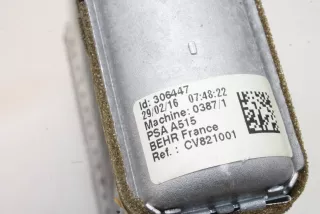 Id: 306447
29/02/16 07:48:22
Machine: 0387/1
PSA A515
BEHR France
Ref.: CV821001